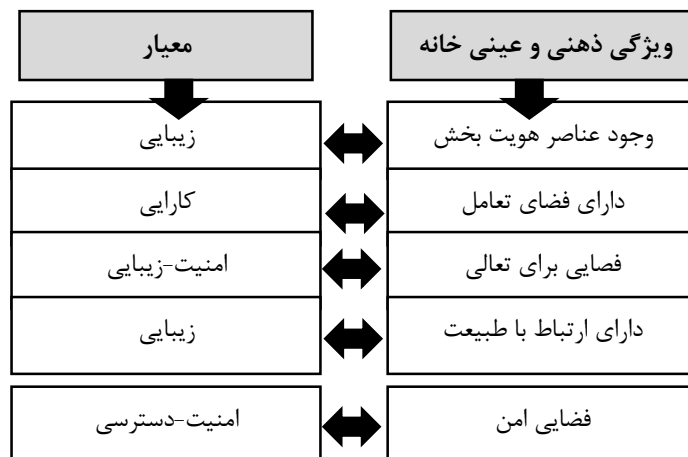 ویژگی ذهنی و عینی خانه
معیار
وجود عناصر هویت بخش
زیبایی
دارای فضای تعامل
کارایی
فصایی برای تعالی
امنیت-زیبایی
دارای ارتباط با طبیعت
زیبایی
فضایی امن
امنیت-دسترسی